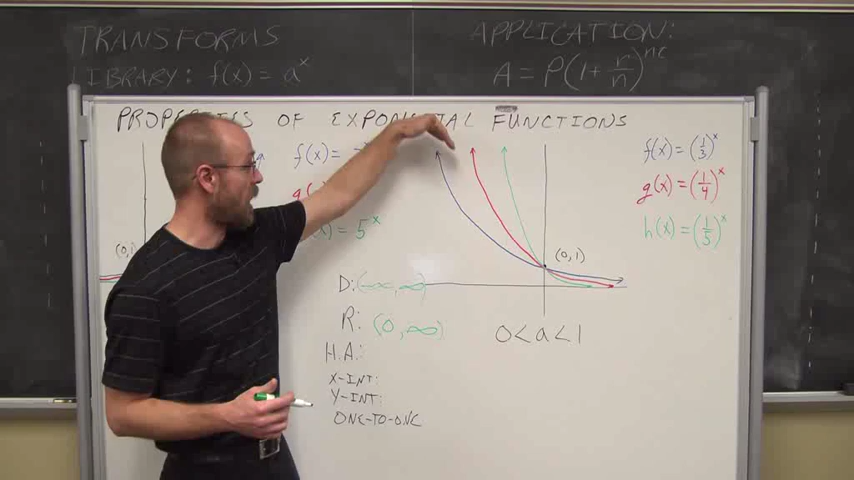 TRANSFORMS
LIBRARY: f(x) = a^x
APPLICATION:
A = P(1 + r/n)^nc
PROPERTIES OF EXPONENTIAL FUNCTIONS
f(x) =
= 5^x
(0,1)
(0,1)
f(x) = (1/3)^x
g(x) = (1/4)^x
h(x) = (1/5)^x
D: (-∞, ∞)
R: (0, ∞)
0<a<1
H.A.:
X-INT:
Y-INT:
ONE-TO-ONE